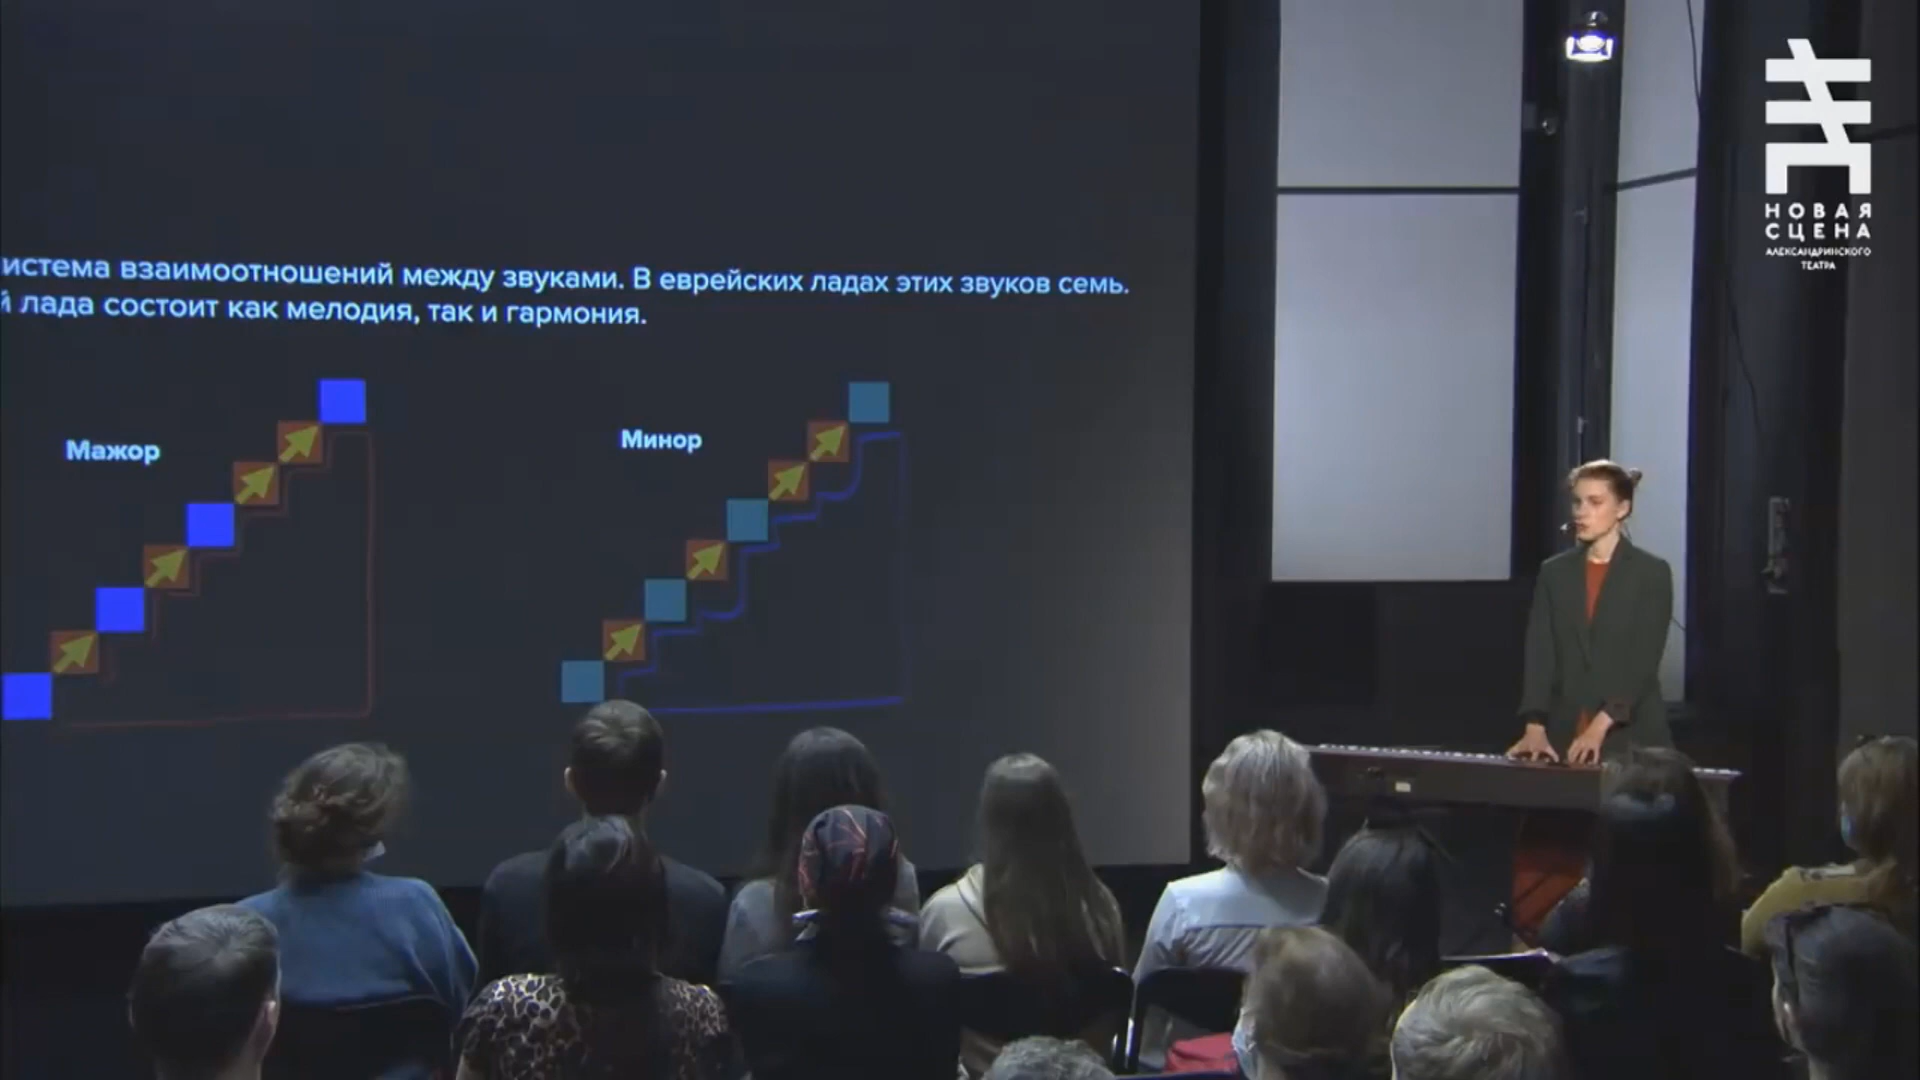 истема взаимоотношений между звуками. В еврейских ладах этих звуков семь.
й лада состоит как мелодия, так и гармония.
Мажор
Минор
НОВАЯ
СЦЕНА
АЛЕКСАНДРИНСКОГО
ТЕАТРА